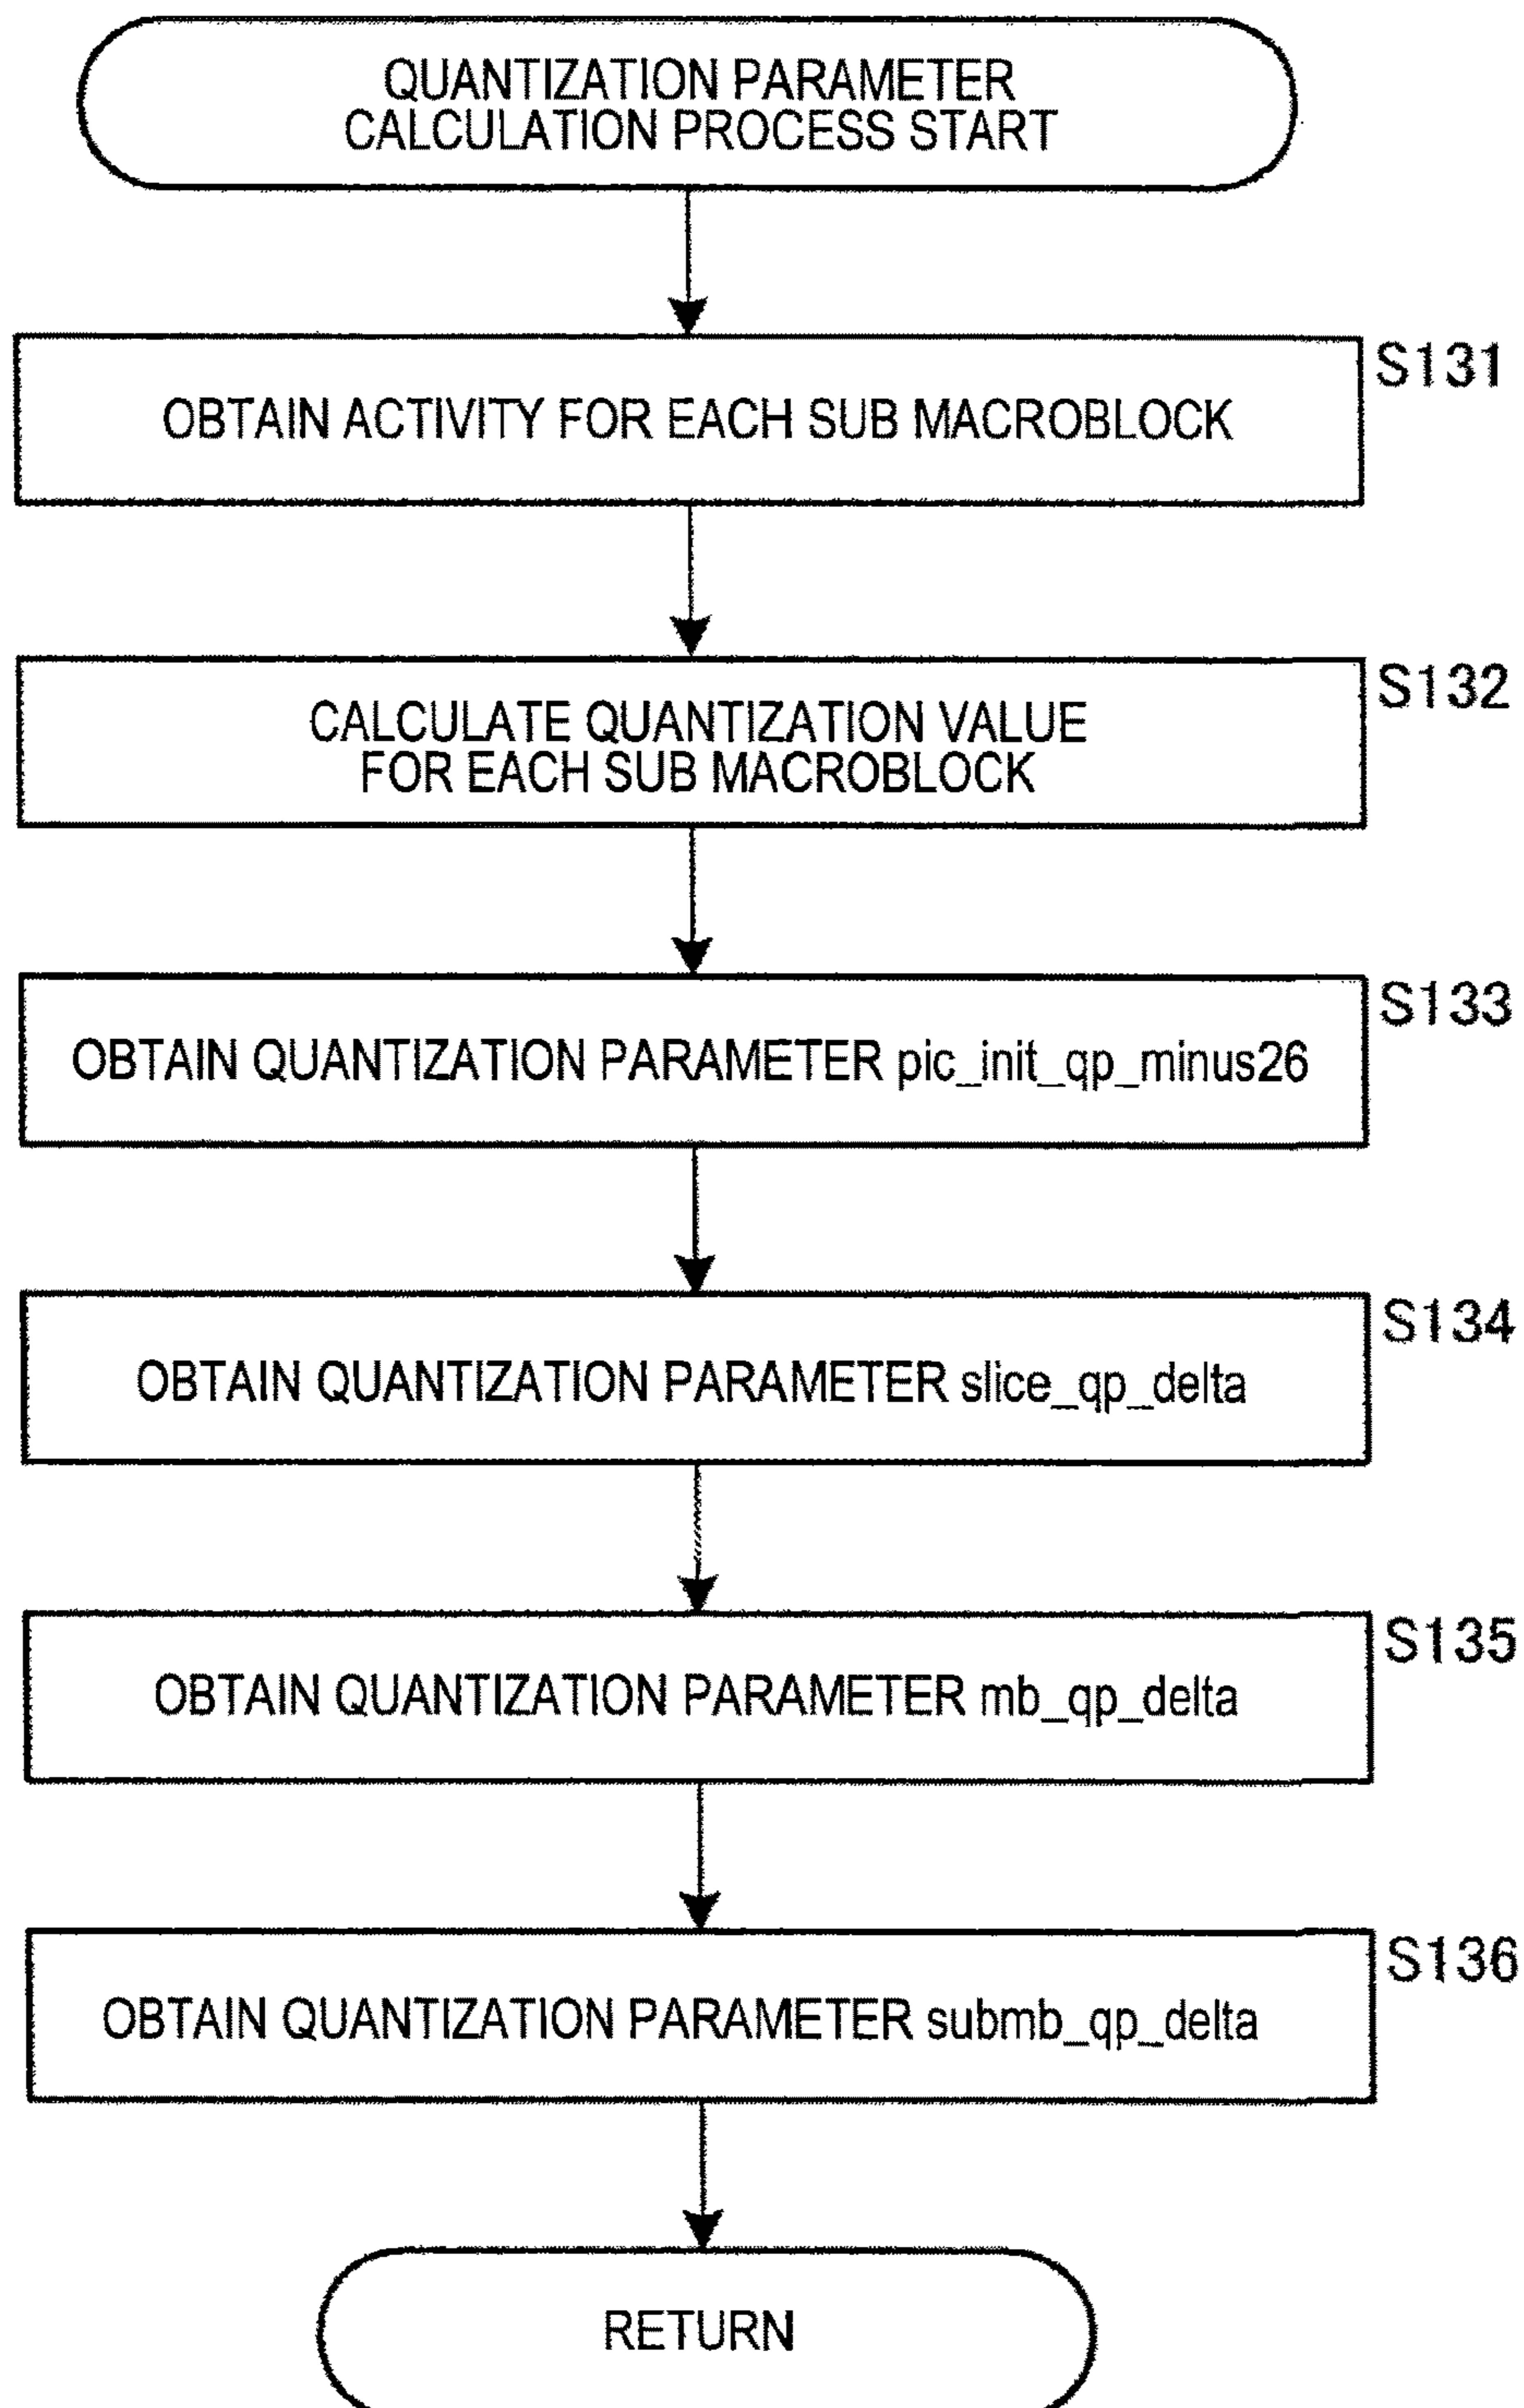 QUANTIZATION PARAMETER
CALCULATION PROCESS START
S131
OBTAIN ACTIVITY FOR EACH SUB MACROBLOCK
S132
CALCULATE QUANTIZATION VALUE
FOR EACH SUB MACROBLOCK
S133
OBTAIN QUANTIZATION PARAMETER pic_init_qp_minus26
S134
OBTAIN QUANTIZATION PARAMETER slice_qp_delta
S135
OBTAIN QUANTIZATION PARAMETER mb_qp_delta
S136
OBTAIN QUANTIZATION PARAMETER submb_qp_delta
RETURN